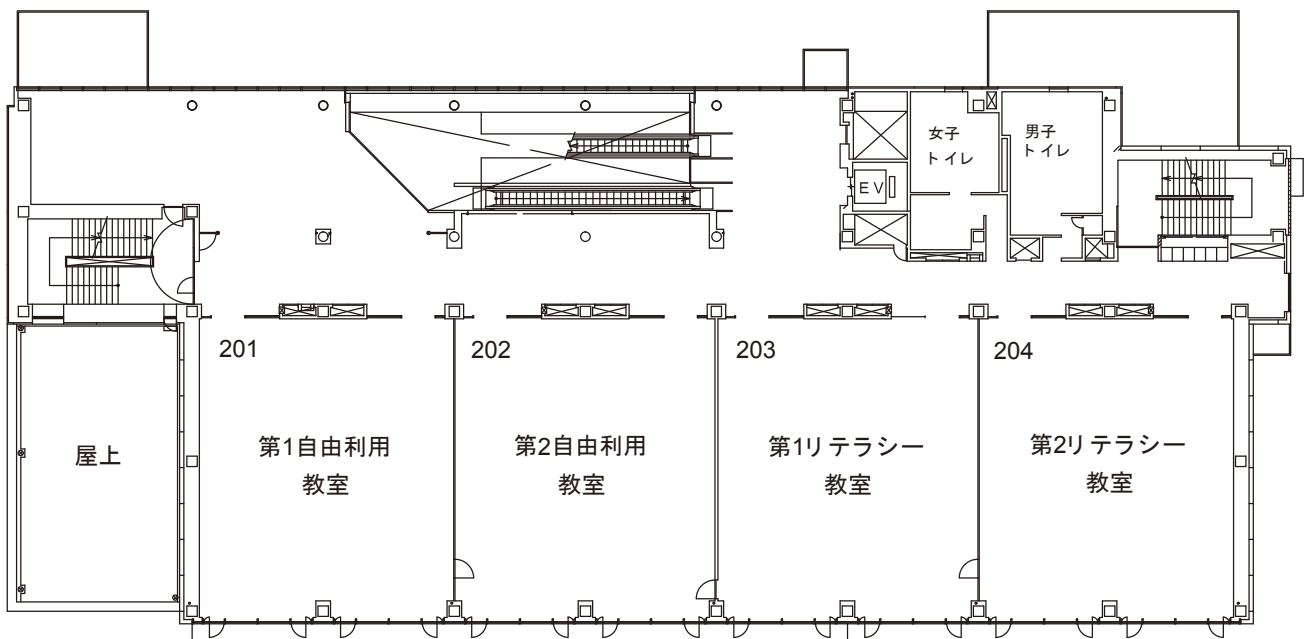 女子
トイレ
男子
トイレ
EV
201
202
203
204
屋上
第1自由利用
教室
第2自由利用
教室
第1リテラシー
教室
第2リテラシー
教室